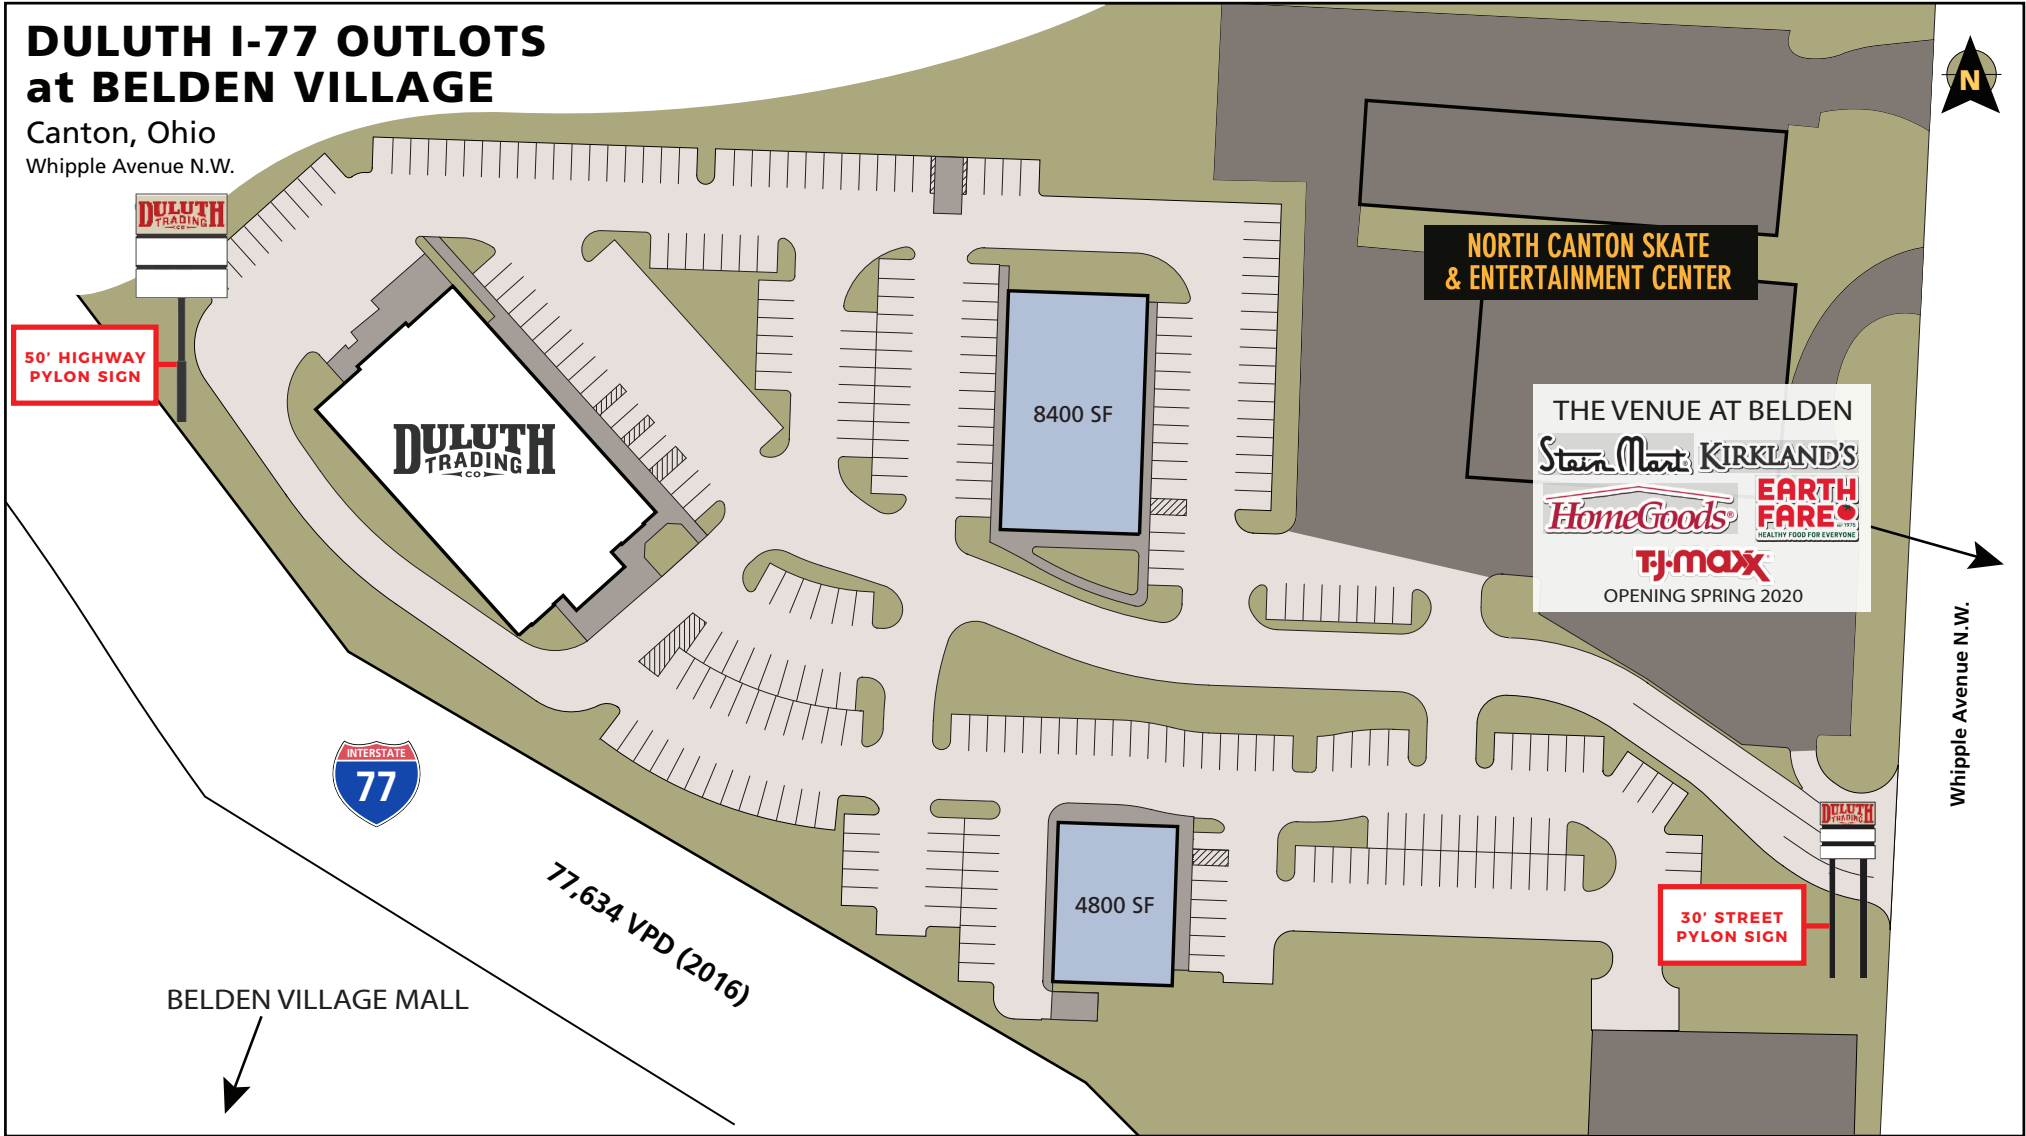 DULUTH I-77 OUTLOTS
at BELDEN VILLAGE
Canton, Ohio
Whipple Avenue N.W.
N
DULUTH
TRADING
CO
50' HIGHWAY
PYLON SIGN
DULUTH
TRADING
CO
8400 SF
NORTH CANTON SKATE
& ENTERTAINMENT CENTER
THE VENUE AT BELDEN
Stein Mart KIRKLAND'S
HomeGoods®
EARTH
FARE
HEALTHY FOOD FOR EVERYONE
T·J·maxx
OPENING SPRING 2020
Whipple Avenue N.W.
INTERSTATE
77
77,634 VPD (2016)
4800 SF
DULUTH
TRADING
30' STREET
PYLON SIGN
BELDEN VILLAGE MALL